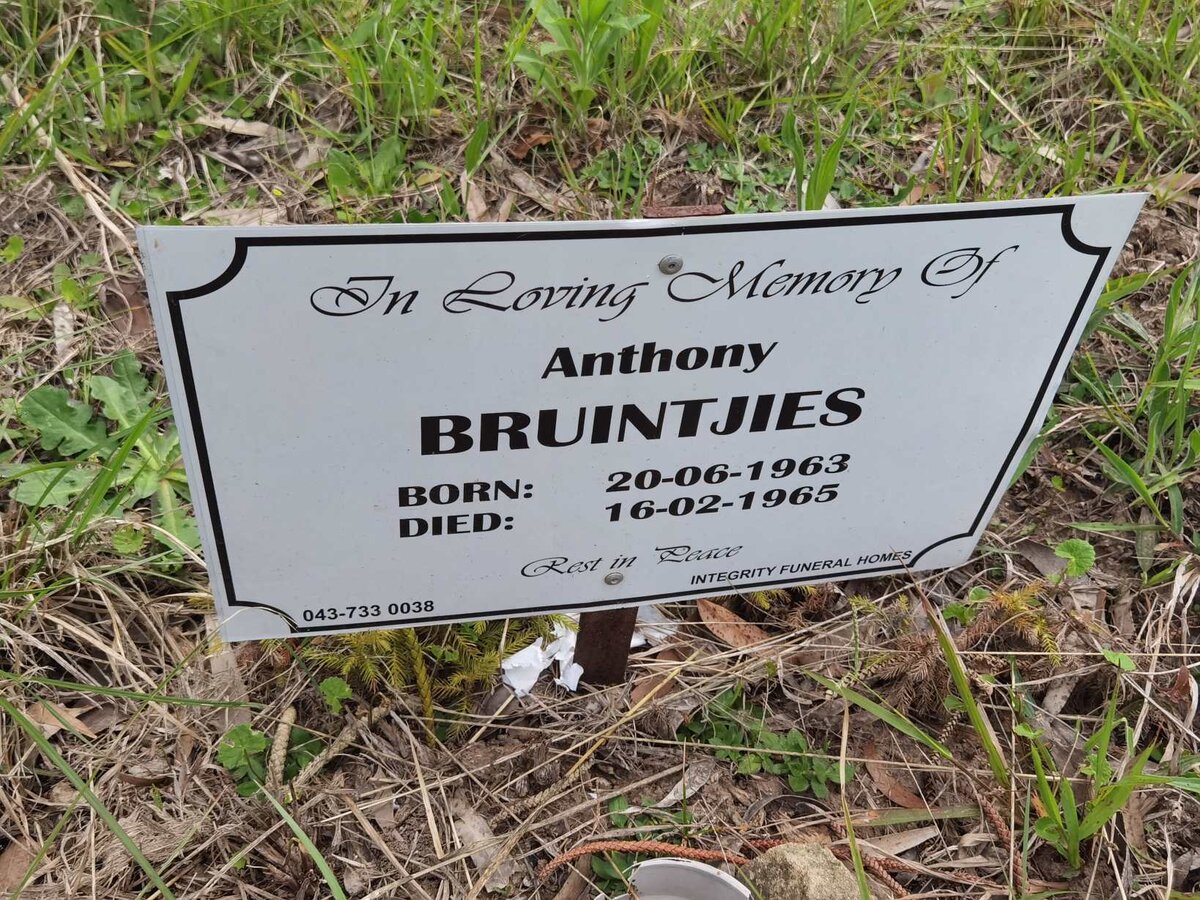 In Loving Memory Of
Anthony
BRUINTJIES
BORN: 20-06-1963
DIED: 16-02-1965
Rest in Peace
043-733 0038 INTEGRITY FUNERAL HOMES